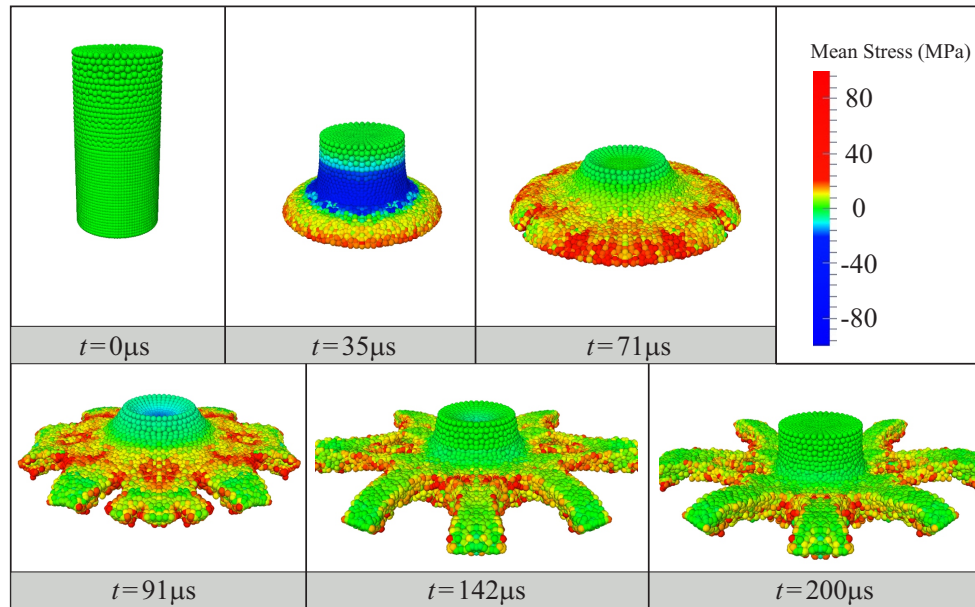 Mean Stress (MPa)
80
40
0
-40
-80
t=0µs
t=35µs
t=71µs
t=91µs
t=142µs
t=200µs